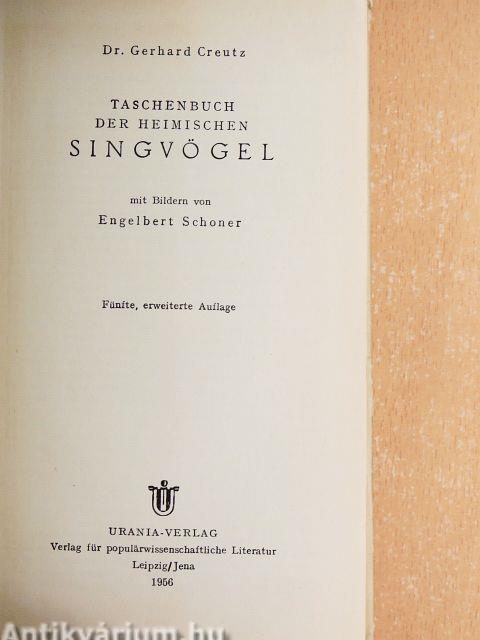 Dr. Gerhard Creutz
TASCHENBUCH
DER HEIMISCHEN
SINGVÖGEL
mit Bildern von
Engelbert Schoner
Fünfte, erweiterte Auflage
URANIA-VERLAG
Verlag für populärwissenschaftliche Literatur
Leipzig/Jena
1956
Antikvárium.hu